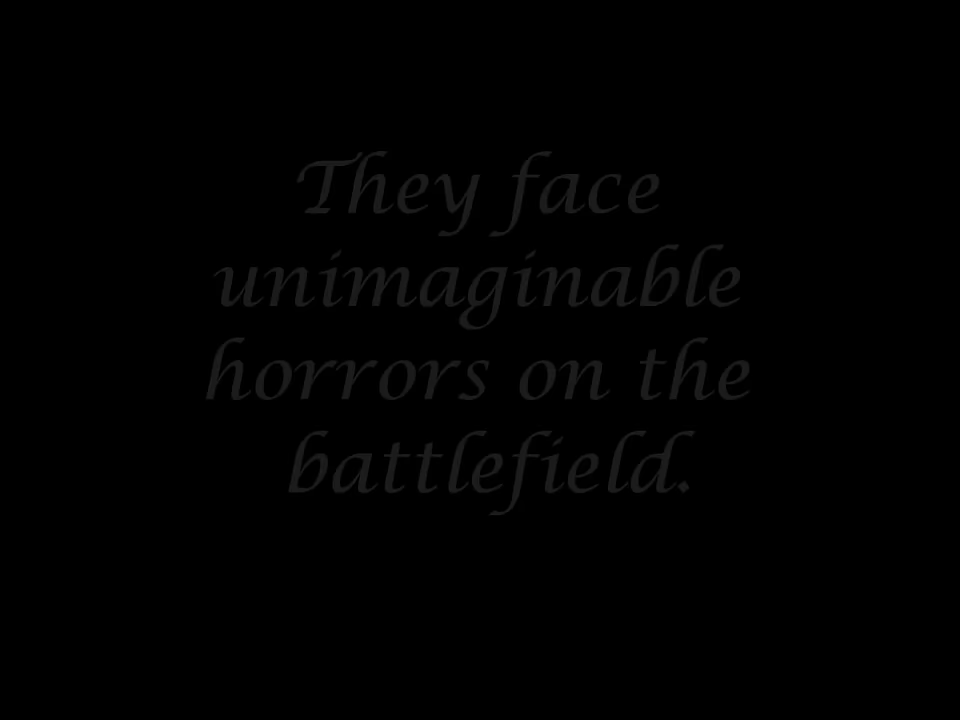 They face
unimaginable
horrors on the
battlefield.